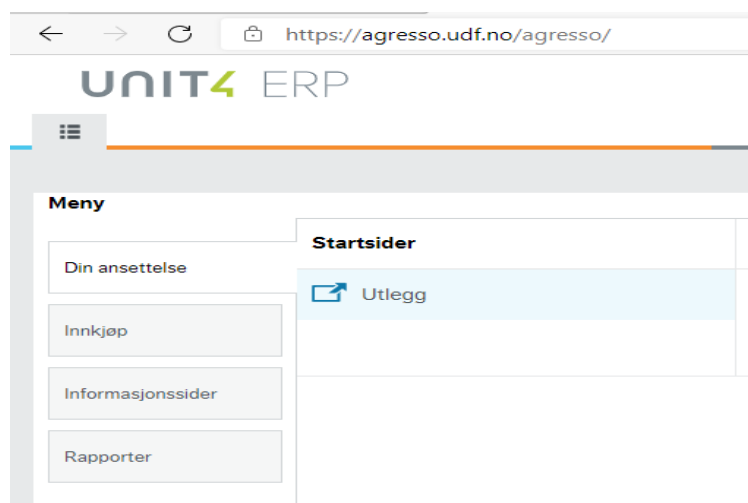 https://agresso.udf.no/agresso/
UNIT4 ERP
Meny
Startsider
Din ansettelse
Utlegg
Innkjøp
Informasjonssider
Rapporter